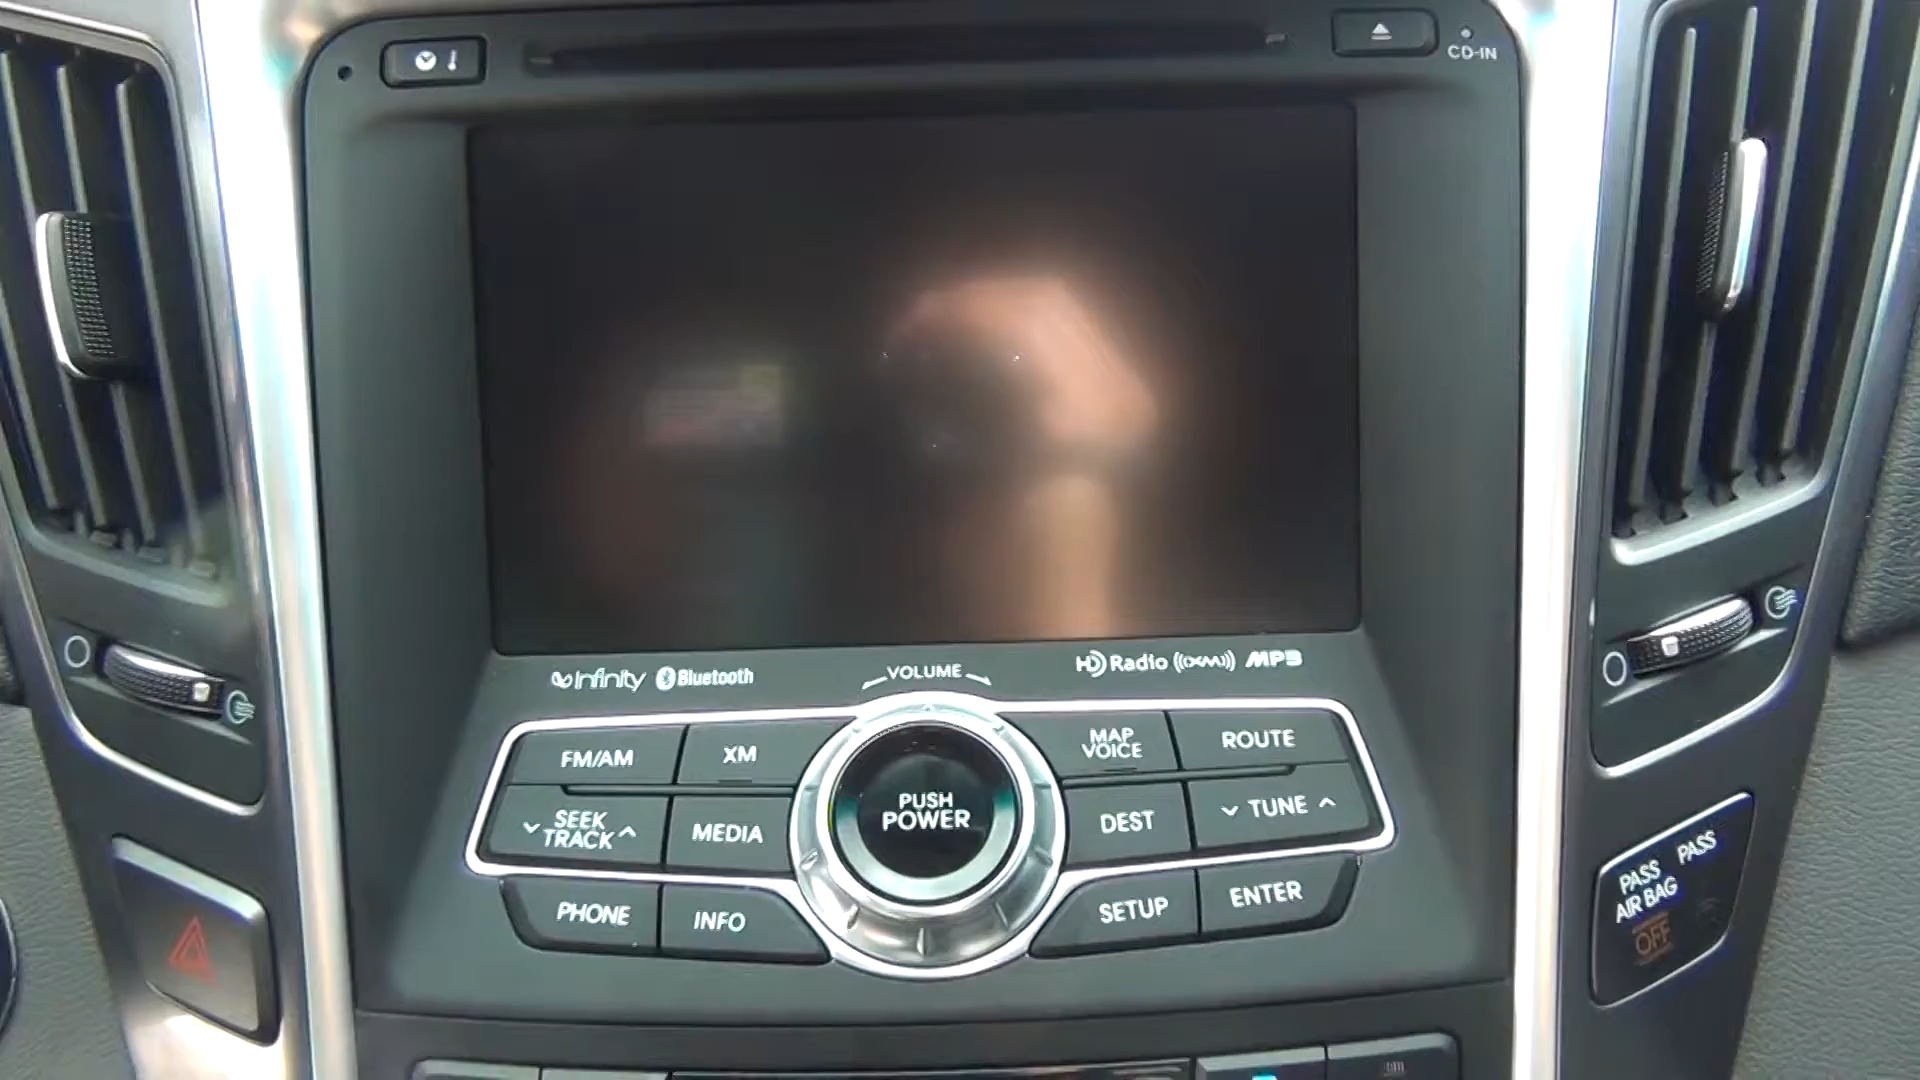 CD-IN
infinity Bluetooth
VOLUME
HD Radio ((XM)) MP3
FM/AM
XM
MAP
VOICE
ROUTE
SEEK
TRACK
MEDIA
PUSH
POWER
DEST
TUNE
PHONE
INFO
SETUP
ENTER
PASS
AIR BAG
OFF
PASS